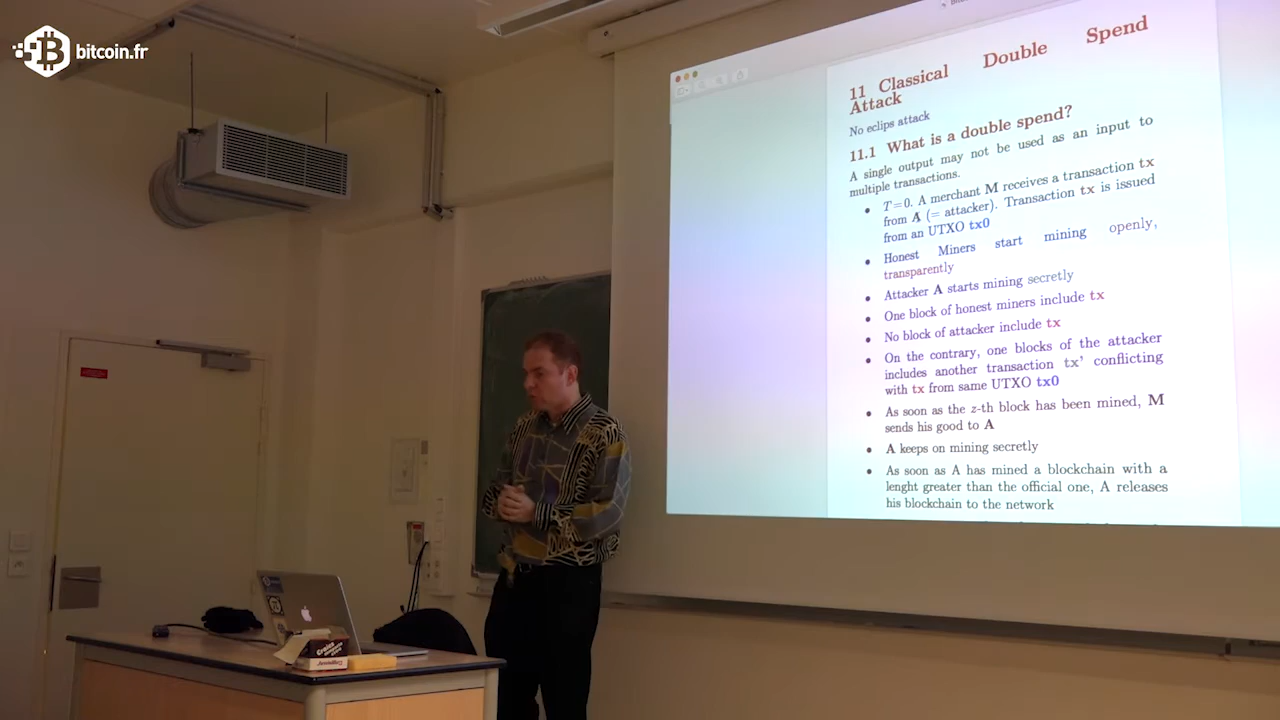 bitcoin.fr
11 Classical Double Spend
Attack
No eclips attack
11.1 What is a double spend?
A single output may not be used as an input to
multiple transactions.
• T=0. A merchant M receives a transaction tx
from A (= attacker). Transaction tx is issued
from an UTXO tx0
• Honest Miners start mining openly,
transparently
• Attacker A starts mining secretly
• One block of honest miners include tx
• No block of attacker include tx
• On the contrary, one blocks of the attacker
includes another transaction tx' conflicting
with tx from same UTXO tx0
• As soon as the z-th block has been mined, M
sends his good to A
• A keeps on mining secretly
• As soon as A has mined a blockchain with a
lenght greater than the official one, A releases
his blockchain to the network